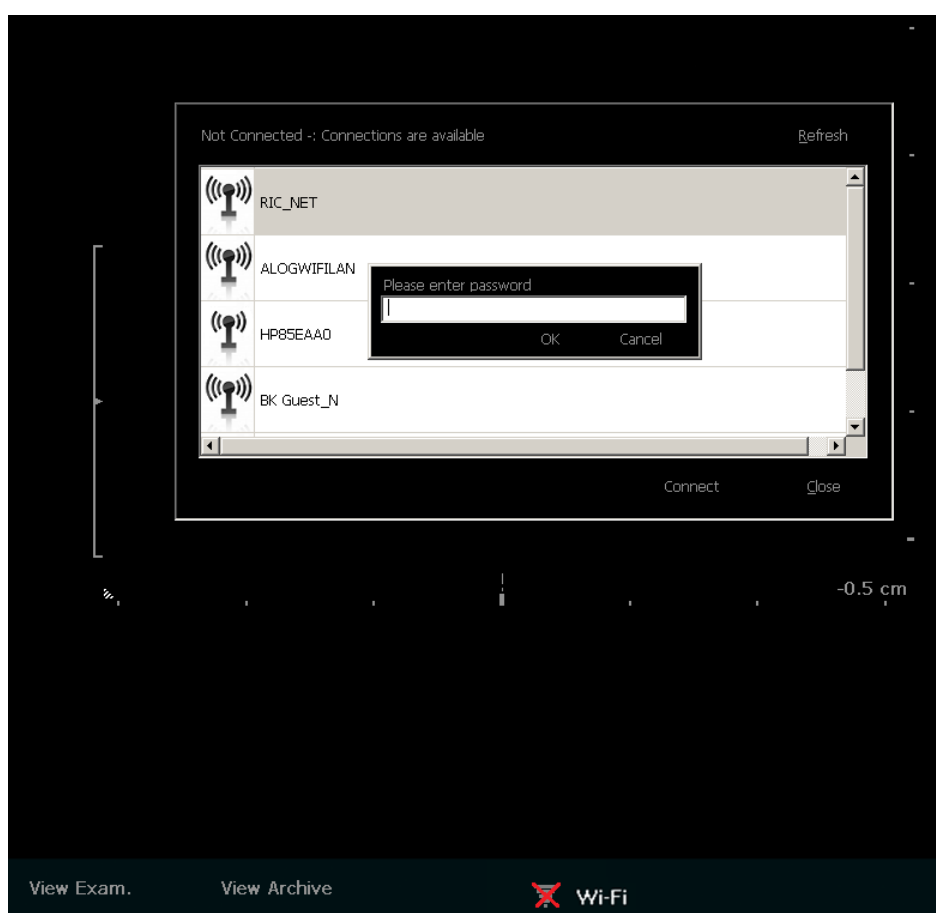 Not Connected -: Connections are available Refresh
RIC_NET
ALOGWIFILAN
Please enter password
HP85EAA0
OK Cancel
BK Guest_N
Connect Close
-0.5 cm
View Exam. View Archive Wi-Fi